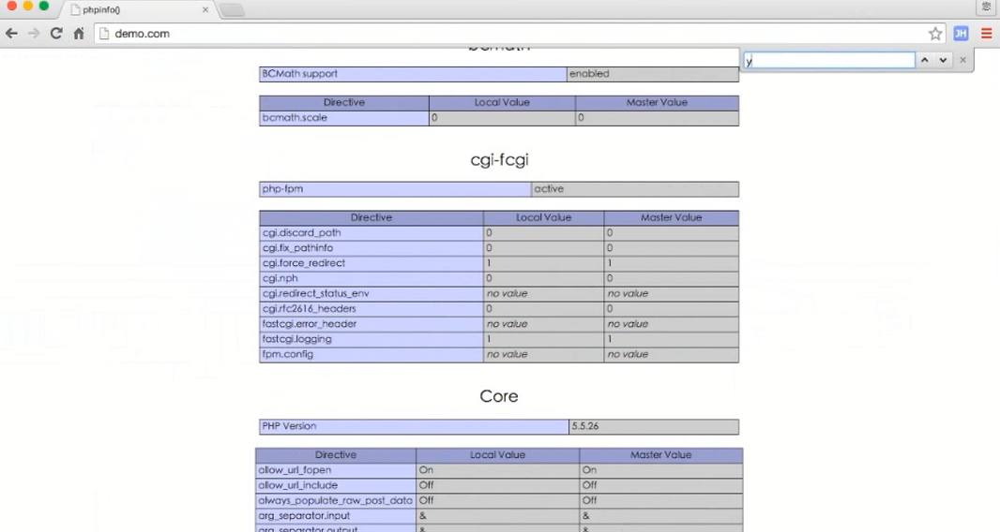 phpinfo()
demo.com
JH
y
bcmath
BCMath support enabled
Directive Local Value Master Value
bcmath.scale 0 0
cgi-fcgi
php-fpm active
Directive Local Value Master Value
cgi.discard_path 0 0
cgi.fix_pathinfo 0 0
cgi.force_redirect 1 1
cgi.nph 0 0
cgi.redirect_status_env no value no value
cgi.rfc2616_headers 0 0
fastcgi.error_header no value no value
fastcgi.logging 1 1
fpm.config no value no value
Core
PHP Version 5.5.26
Directive Local Value Master Value
allow_url_fopen On On
allow_url_include Off Off
always_populate_raw_post_data Off Off
arg_separator.input & &
arg_separator.output & &